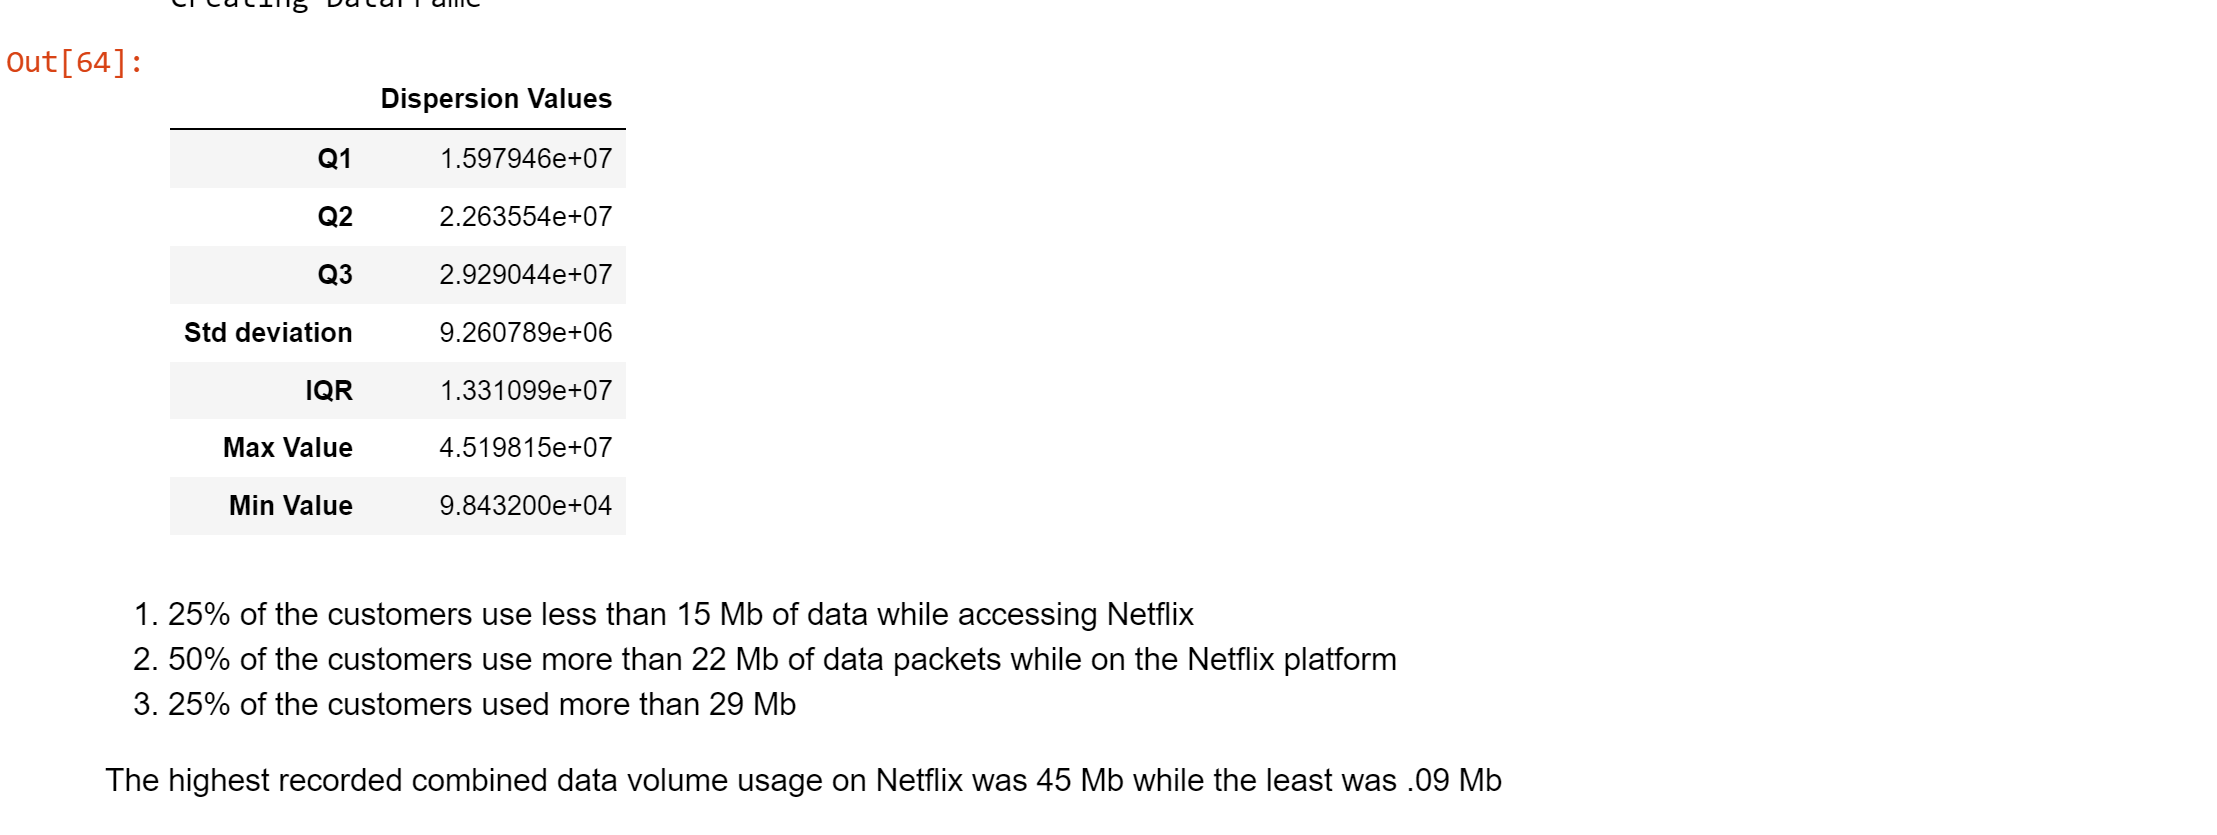 Creating DataFrame
Out[64]:
Dispersion Values
Q1 1.597946e+07
Q2 2.263554e+07
Q3 2.929044e+07
Std deviation 9.260789e+06
IQR 1.331099e+07
Max Value 4.519815e+07
Min Value 9.843200e+04
1. 25% of the customers use less than 15 Mb of data while accessing Netflix
2. 50% of the customers use more than 22 Mb of data packets while on the Netflix platform
3. 25% of the customers used more than 29 Mb
The highest recorded combined data volume usage on Netflix was 45 Mb while the least was .09 Mb